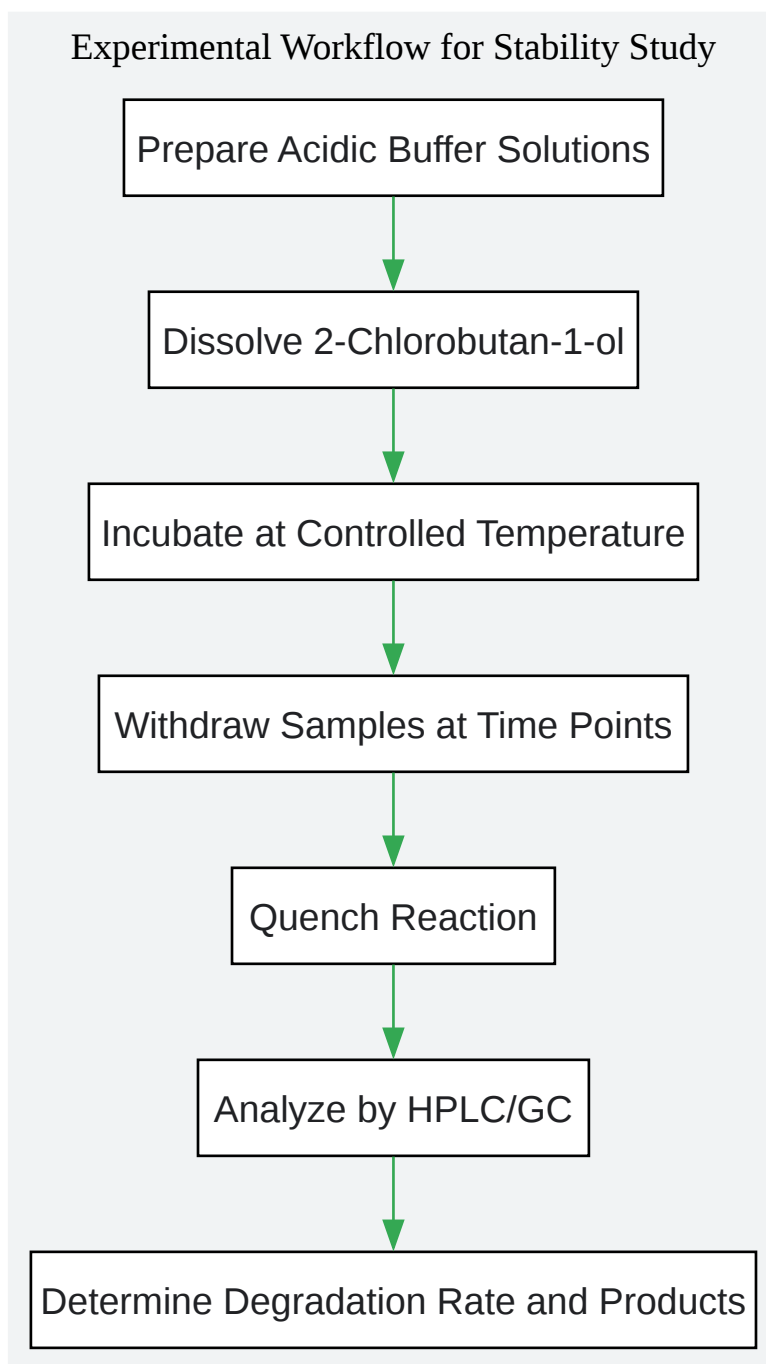 Experimental Workflow for Stability Study
Prepare Acidic Buffer Solutions
Dissolve 2-Chlorobutan-1-ol
Incubate at Controlled Temperature
Withdraw Samples at Time Points
Quench Reaction
Analyze by HPLC/GC
Determine Degradation Rate and Products